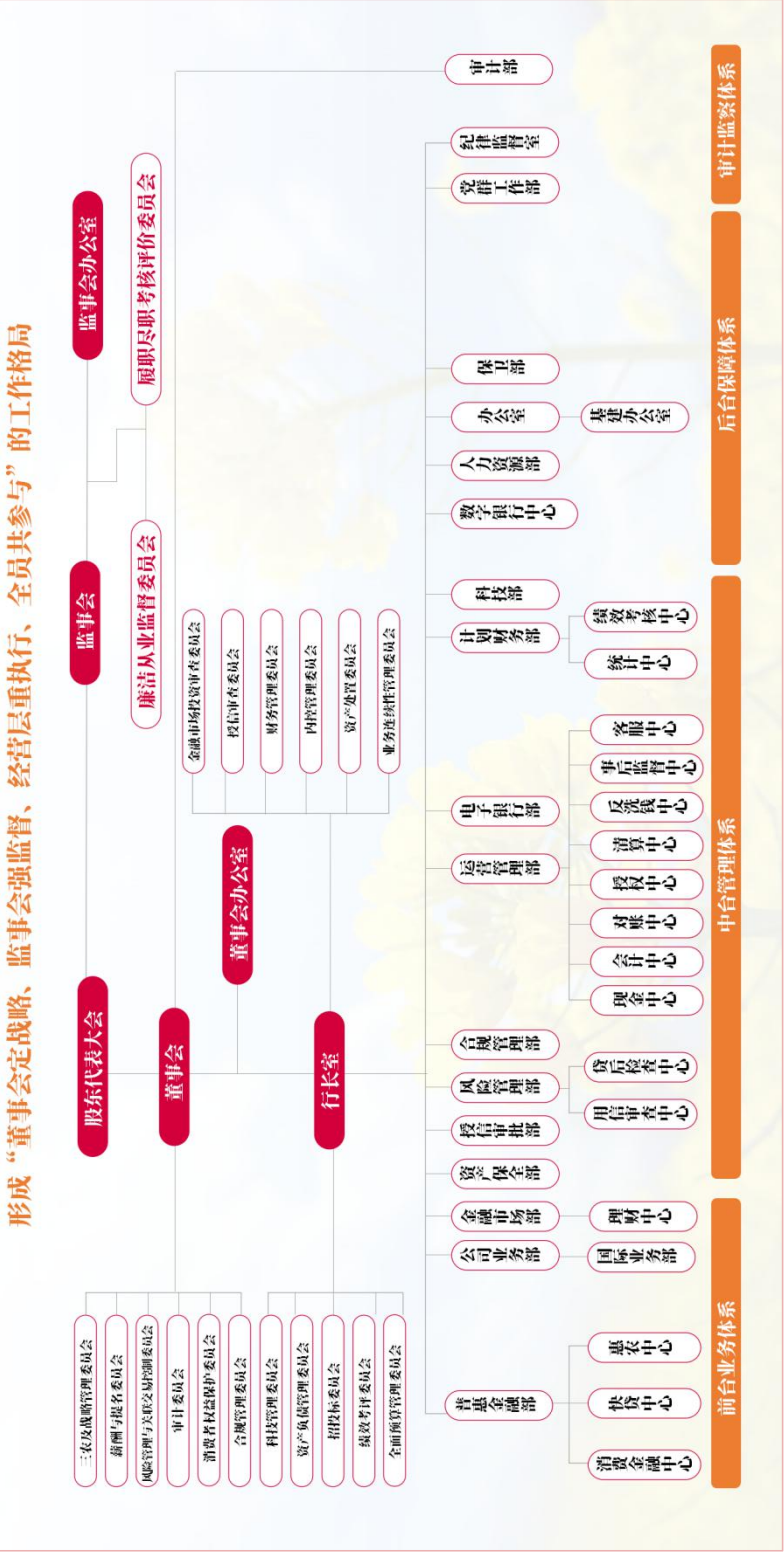 形成“董事会定战略、监事会强监督、经营层重执行、全员共参与”的工作格局
股东代表大会
监事会
监事会办公室
廉洁从业监督委员会
履职尽职考核评价委员会
董事会
董事会办公室
三农及战略管理委员会
薪酬与提名委员会
风险管理与关联交易控制委员会
审计委员会
消费者权益保护委员会
合规管理委员会
行长室
科技管理委员会
资产负债管理委员会
招投标委员会
绩效考评委员会
全面预算管理委员会
金融市场投资审查委员会
授信审查委员会
财务管理委员会
内控管理委员会
资产处置委员会
业务连续性管理委员会
普惠金融部
公司业务部
金融市场部
资产保全部
授信审批部
风险管理部
合规管理部
运营管理部
电子银行部
计划财务部
科技部
数字银行中心
人力资源部
办公室
保卫部
党群工作部
纪律监督室
审计部
消费金融中心
快贷中心
惠农中心
国际业务部
理财中心
用信审查中心
贷后检查中心
现金中心
会计中心
对账中心
授权中心
清算中心
反洗钱中心
事后监督中心
客服中心
统计中心
绩效考核中心
基建办公室
前台业务体系
中台管理体系
后台保障体系
审计监察体系